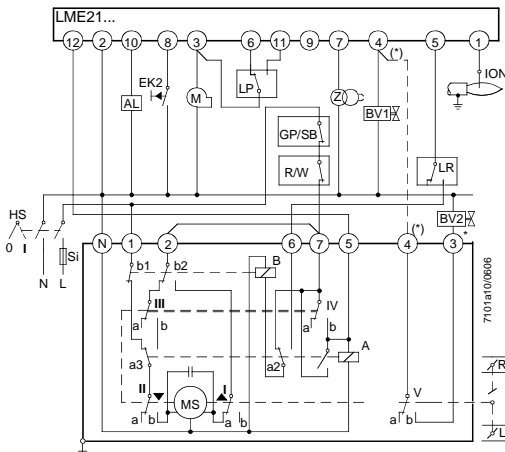 LME21...
12 2 10 8 3 6 11 9 7 4 (*) 5 1
EK2 ION
AL M LP Z BV1
GP/SB
R/W LR
HS BV2
0 I Si (*) *
N 1 2 6 7 5 4 3
N L
b1 b2 B
III IV
a b a b
A
a3 a2
II I V
MS
a b a b a b
R
L
7101a10/0606